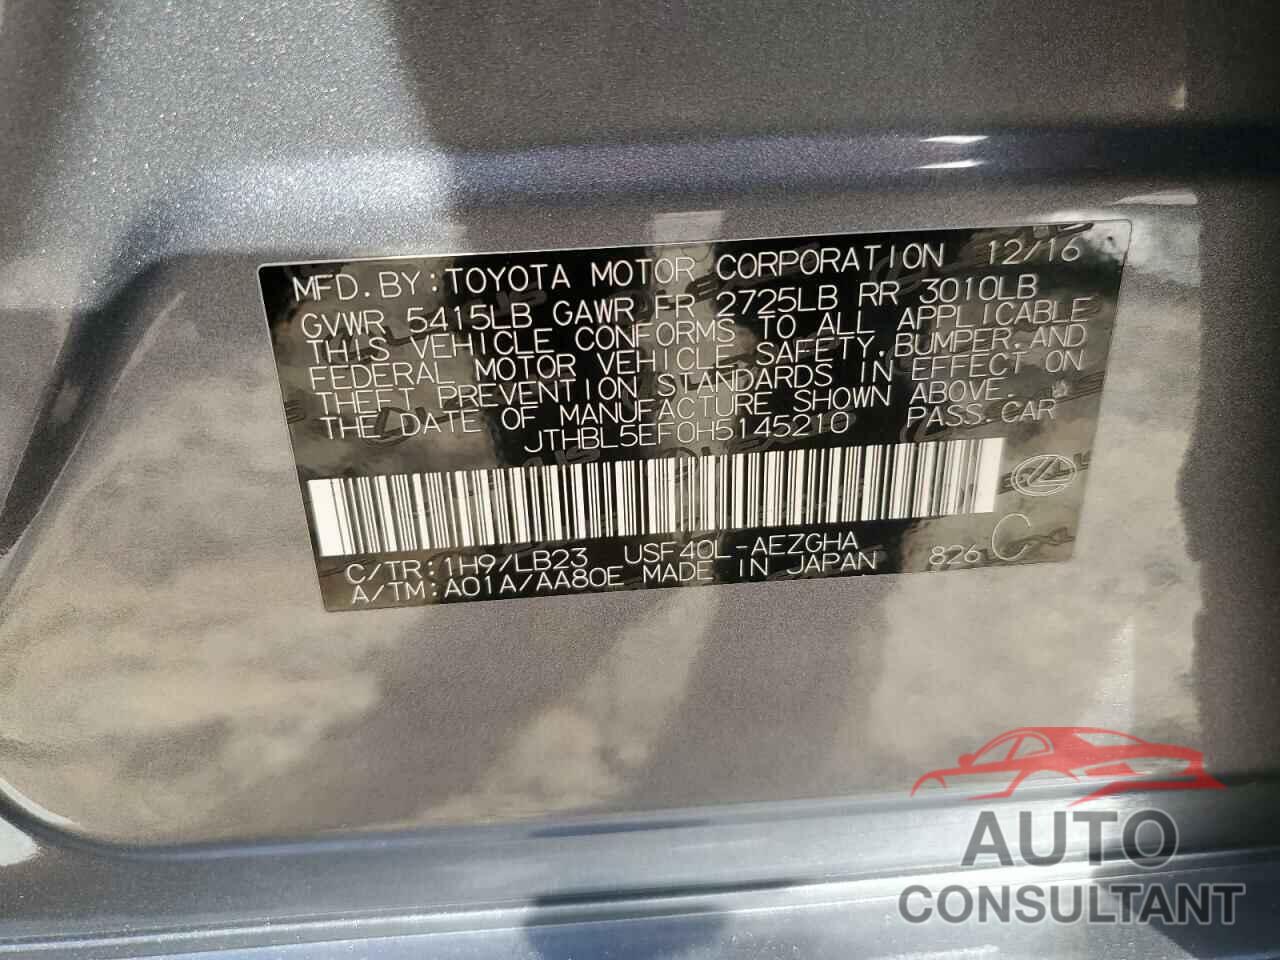 MFD.BY:TOYOTA MOTOR CORPORATION 12/16
GVWR 5415LB GAWR FR 2725LB RR 3010LB
THIS VEHICLE CONFORMS TO ALL APPLICABLE
FEDERAL MOTOR VEHICLE SAFETY,BUMPER,AND
THEFT PREVENTION STANDARDS IN EFFECT ON
THE DATE OF MANUFACTURE SHOWN ABOVE.
JTHBL5EF0H5145210 PASS.CAR
C/TR:1H9/LB23 USF40L-AEZGHA 826 C
A/TM:A01A/AA80E MADE IN JAPAN
AUTO
CONSULTANT